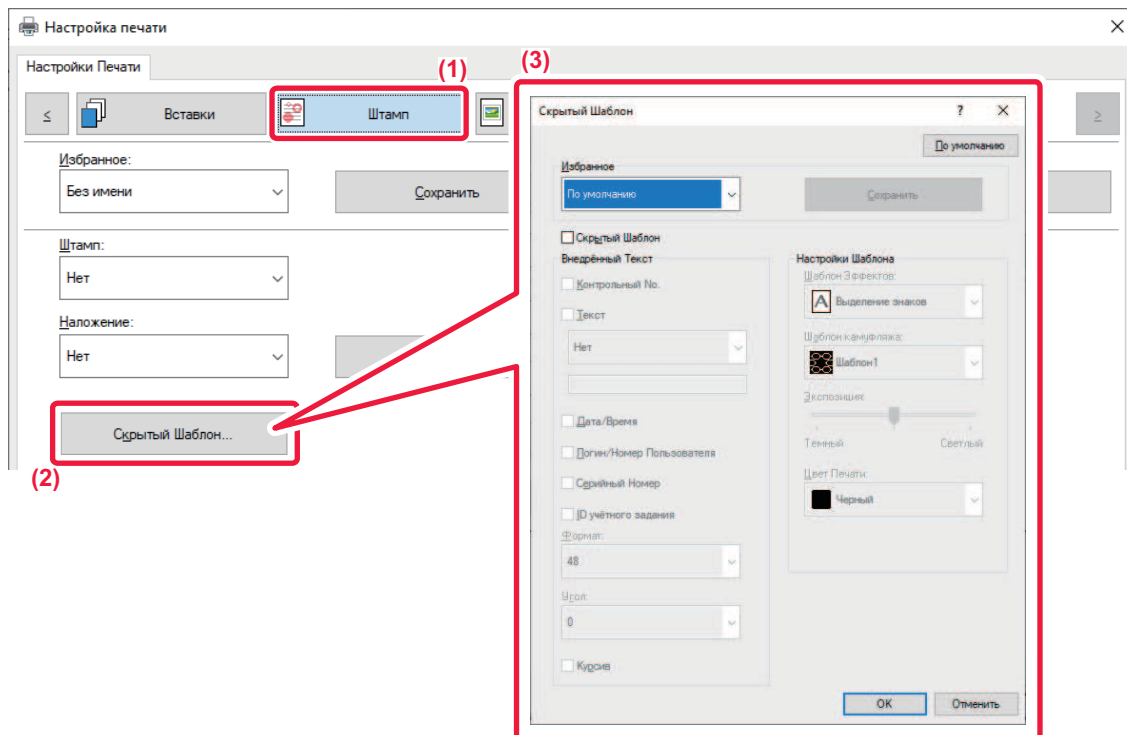 Настройка печати
Настройки Печати
(1)
(3)
<
Вставки
Штамп
>
Избранное:
Без имени
Сохранить
Штамп:
Нет
Наложение:
Нет
Скрытый Шаблон...
(2)
Скрытый Шаблон
?
По умолчанию
Избранное
По умолчанию
Сохранить
Скрытый Шаблон
Внедрённый Текст
Контрольный No.
Текст
Нет
Дата/Время
Логин/Номер Пользователя
Серийный Номер
ID учётного задания
Формат:
48
Угол:
0
Курсив
Настройки Шаблона
Шаблон Эффектов:
A Выделение знаков
Шаблон камуфляжа:
Шаблон1
Экспозиция:
Темный
Светлый
Цвет Печати:
Черный
OK
Отменить